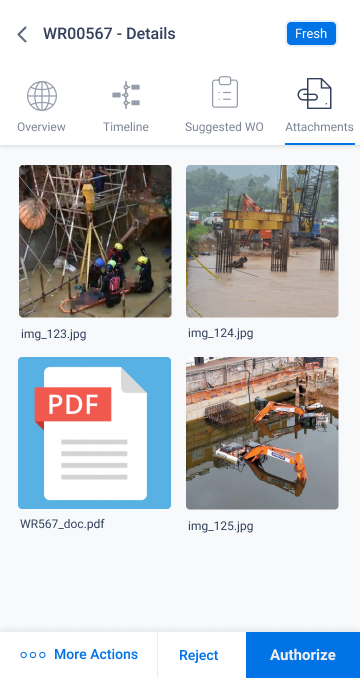 WR00567 - Details
Fresh
Overview
Timeline
Suggested WO
Attachments
img_123.jpg
img_124.jpg
PDF
WR567_doc.pdf
img_125.jpg
More Actions
Reject
Authorize